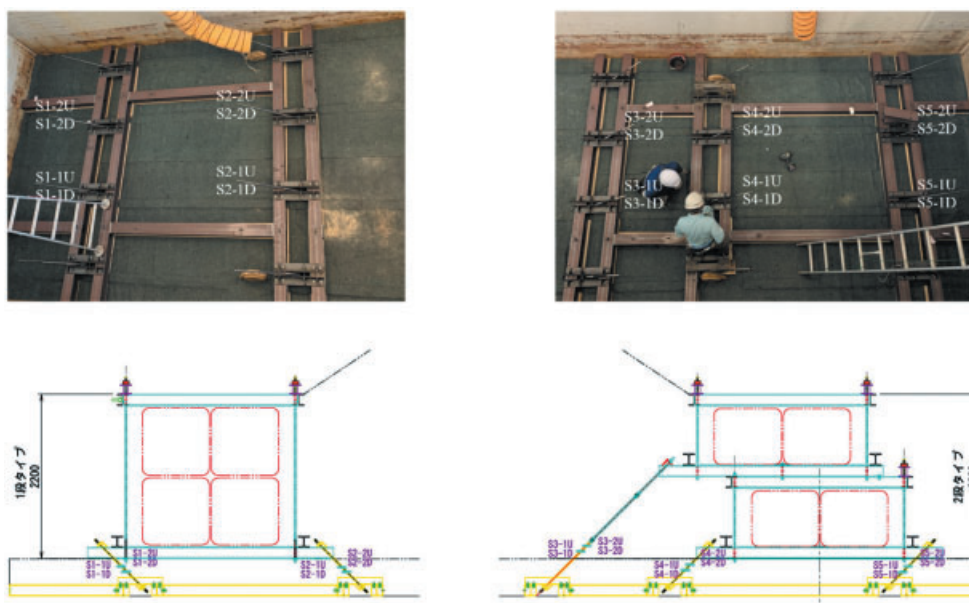 S1-2U
S1-2D
S2-2U
S2-2D
S1-1U
S1-1D
S2-1U
S2-1D
S3-2U
S3-2D
S4-2U
S4-2D
S5-2U
S5-2D
S3-1U
S3-1D
S4-1U
S4-1D
S5-1U
S5-1D
1段タイプ
2200
S1-2U
S1-2D
S1-1U
S1-1D
S2-2U
S2-2D
S2-1U
S2-1D
2段タイプ
S3-2U
S3-2D
S3-1U
S3-1D
S4-2U
S4-2D
S4-1U
S4-1D
S5-2U
S5-2D
S5-1U
S5-1D